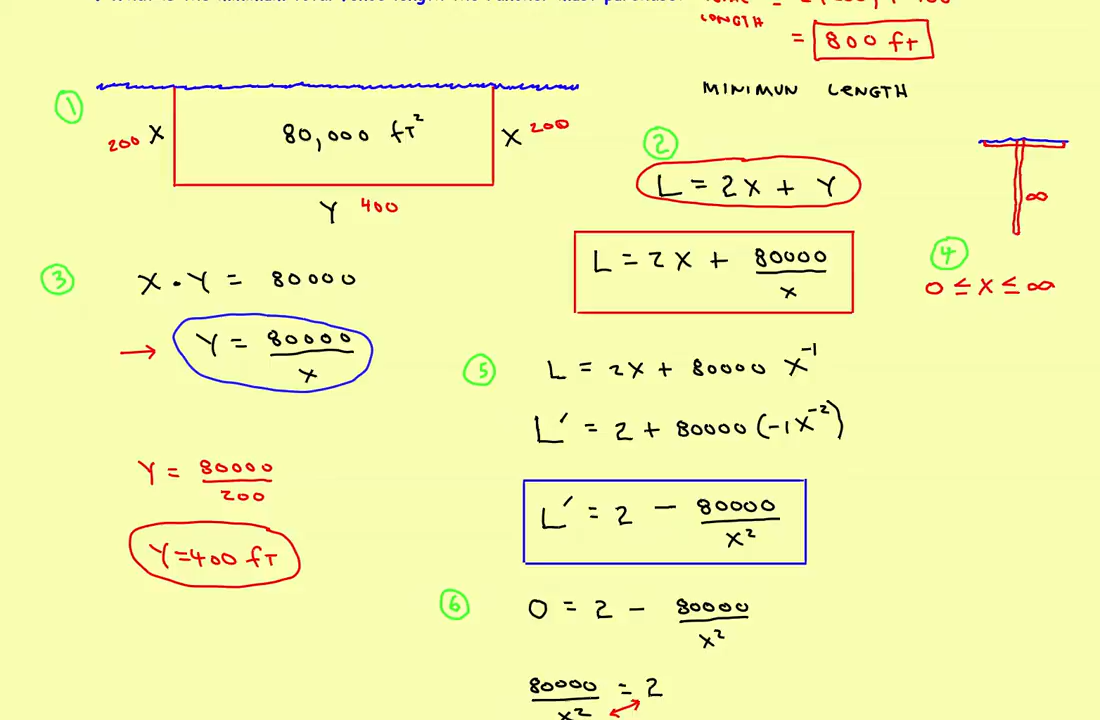 = 800 ft
LENGTH
MINIMUN LENGTH
1
200 X 80,000 FT² X 200
Y 400
2
L = 2X + Y
L = 2X + 80000/X
∞
3
X · Y = 80000
→ Y = 80000/X
4
0 ≤ X ≤ ∞
5
L = 2X + 80000 X⁻¹
L′ = 2 + 80000 (-1X⁻²)
L′ = 2 - 80000/X²
Y = 80000/200
Y = 400 ft
6
0 = 2 - 80000/X²
80000/X² = 2